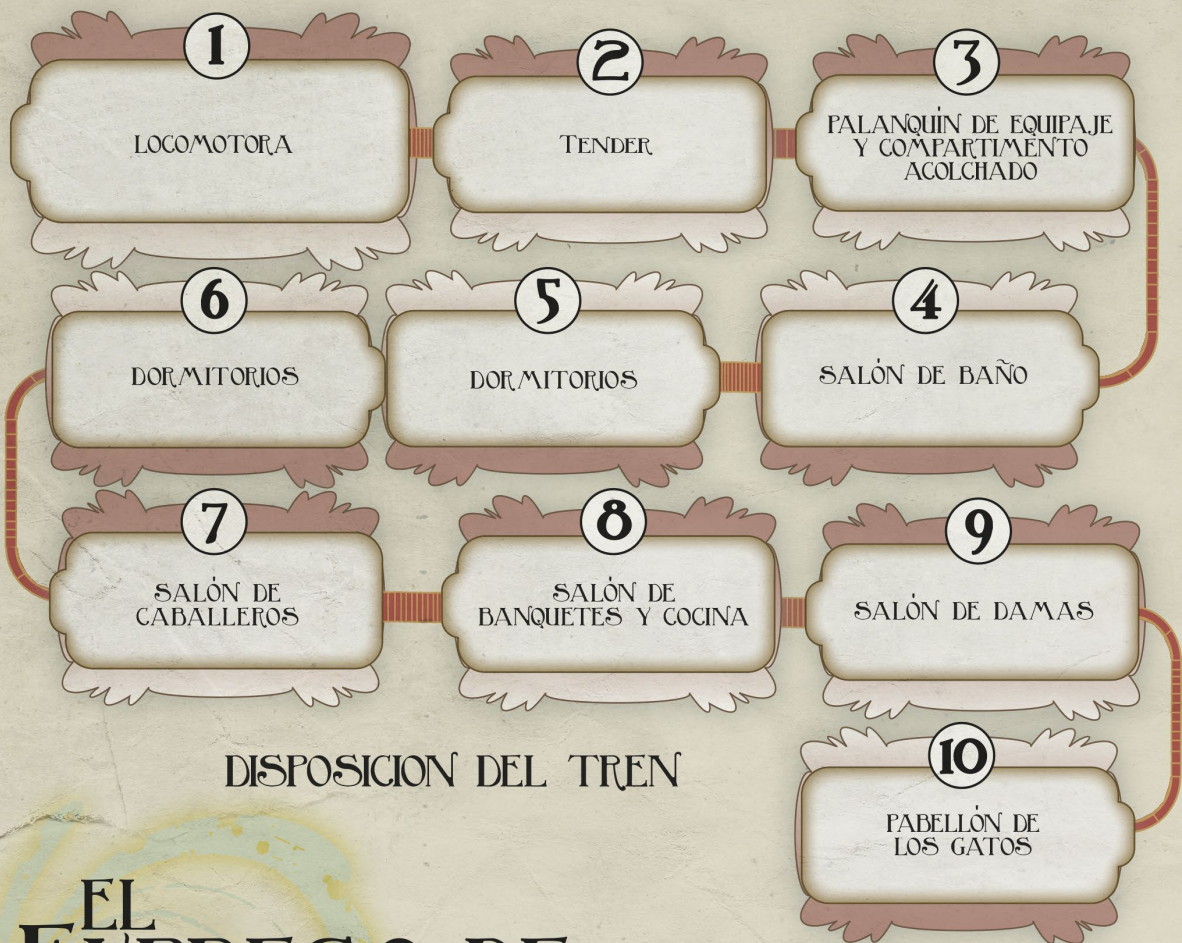 1
LOCOMOTORA
2
TENDER
3
PALANQUÍN DE EQUIPAJE
Y COMPARTIMENTO
ACOLCHADO
6
DORMITORIOS
5
DORMITORIOS
4
SALÓN DE BAÑO
7
SALÓN DE
CABALLEROS
8
SALÓN DE
BANQUETES Y COCINA
9
SALÓN DE DAMAS
DISPOSICION DEL TREN
10
PABELLÓN DE
LOS GATOS
EL
EXPRESO DE